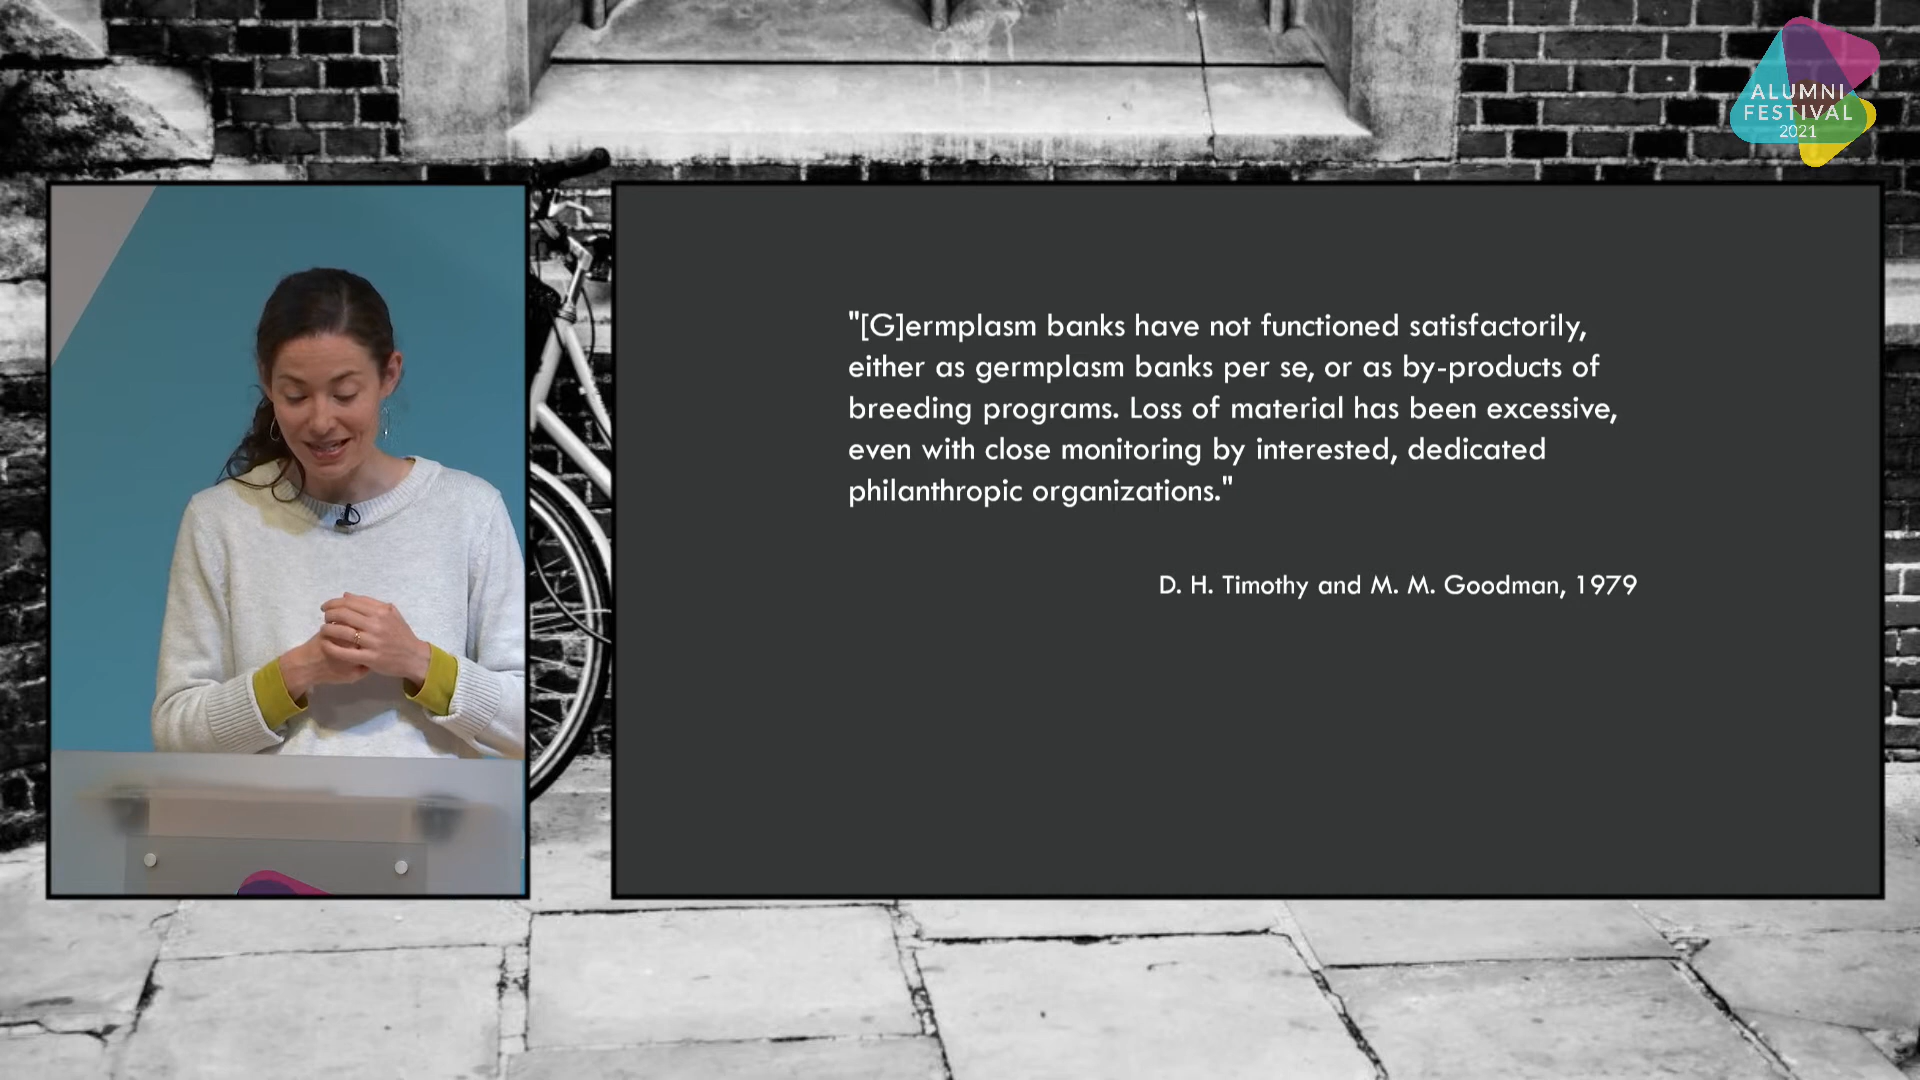 ALUMNI
FESTIVAL
2021
"[G]ermplasm banks have not functioned satisfactorily,
either as germplasm banks per se, or as by-products of
breeding programs. Loss of material has been excessive,
even with close monitoring by interested, dedicated
philanthropic organizations."
D. H. Timothy and M. M. Goodman, 1979